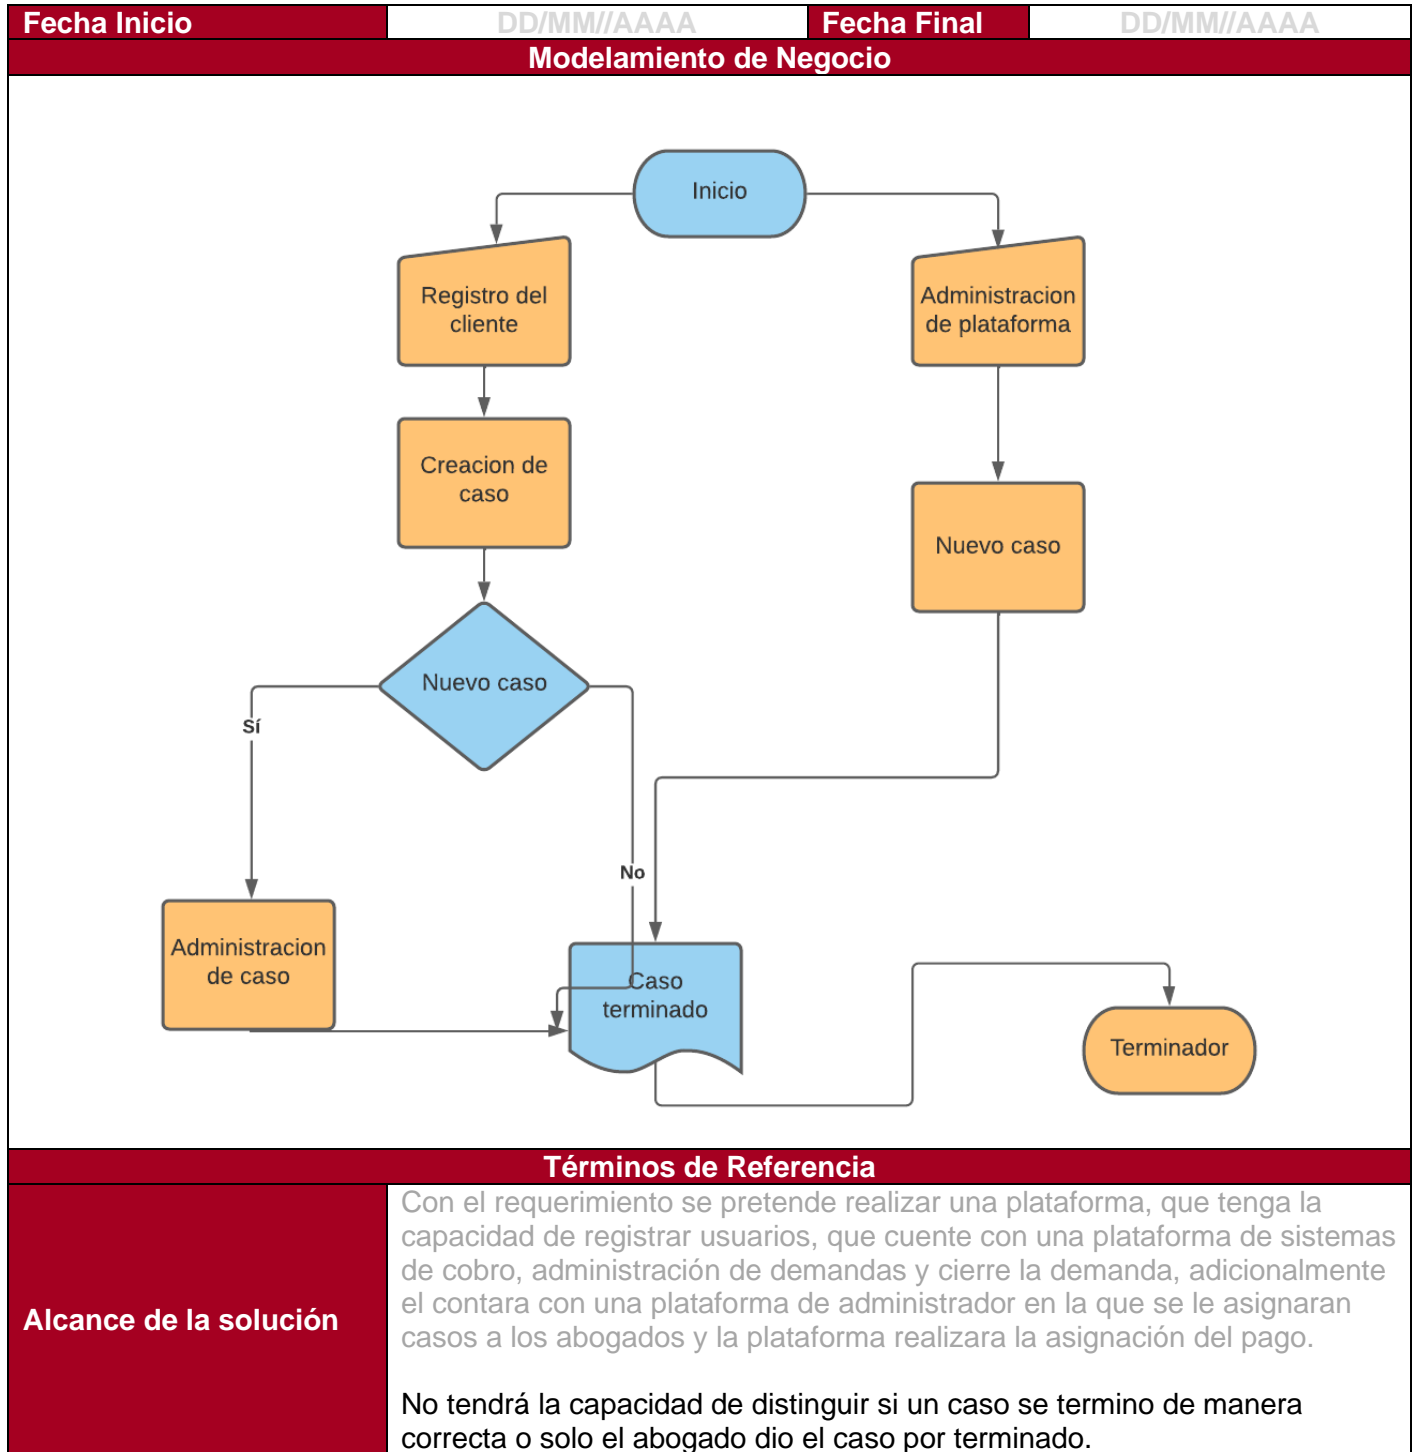 Fecha Inicio DD/MM//AAAA Fecha Final DD/MM//AAAA
Modelamiento de Negocio
Inicio
Registro del
cliente
Administracion
de plataforma
Creacion de
caso
Nuevo caso
Nuevo caso
Sí
No
Administracion
de caso
Caso
terminado
Terminador
Términos de Referencia
Alcance de la solución
Con el requerimiento se pretende realizar una plataforma, que tenga la
capacidad de registrar usuarios, que cuente con una plataforma de sistemas
de cobro, administración de demandas y cierre la demanda, adicionalmente
el contara con una plataforma de administrador en la que se le asignaran
casos a los abogados y la plataforma realizara la asignación del pago.
No tendrá la capacidad de distinguir si un caso se termino de manera
correcta o solo el abogado dio el caso por terminado.